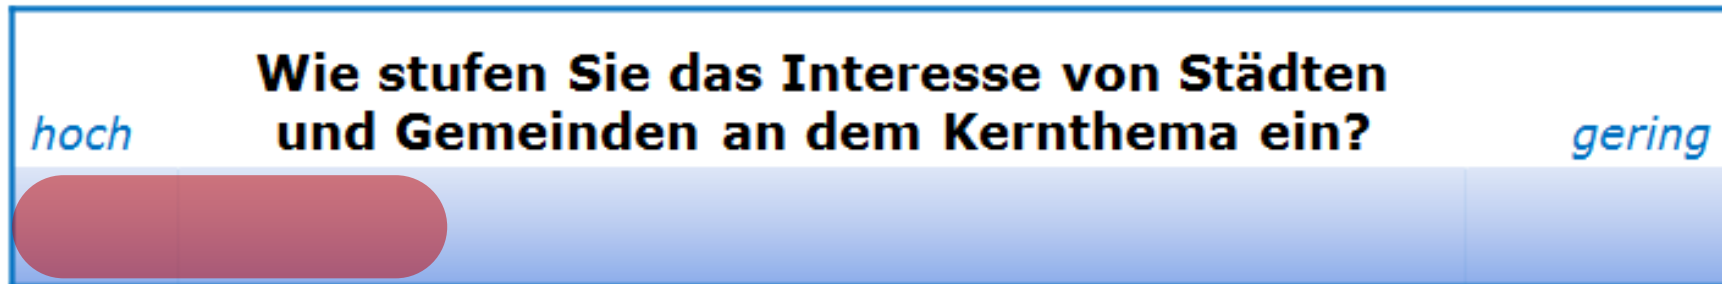 Wie stufen Sie das Interesse von Städten
hoch und Gemeinden an dem Kernthema ein? gering